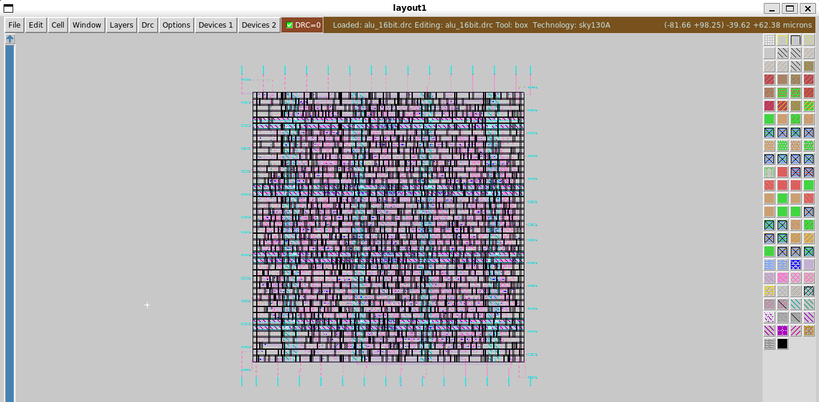 layout1
File Edit Cell Window Layers Drc Options Devices 1 Devices 2 DRC=0 Loaded: alu_16bit.drc Editing: alu_16bit.drc Tool: box Technology: sky130A (-81.66 +98.25) -39.62 +62.38 microns